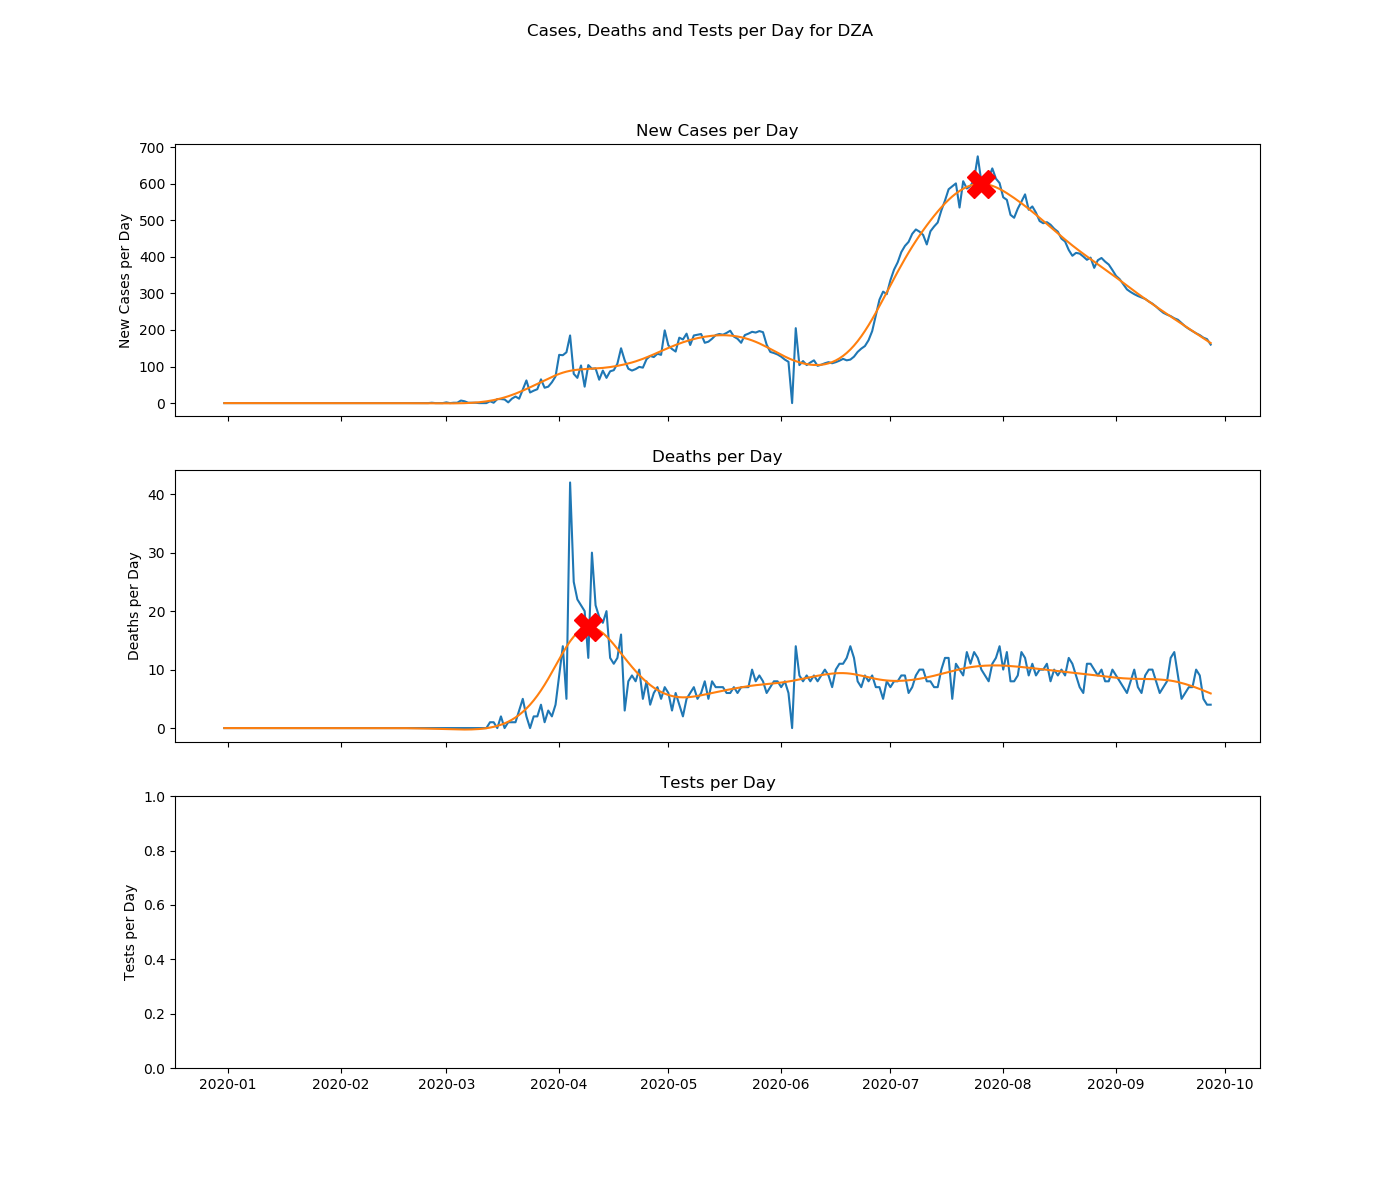 Cases, Deaths and Tests per Day for DZA
New Cases per Day
New Cases per Day
700
600
500
400
300
200
100
0
Deaths per Day
Deaths per Day
40
30
20
10
0
Tests per Day
Tests per Day
1.0
0.8
0.6
0.4
0.2
0.0
2020-01 2020-02 2020-03 2020-04 2020-05 2020-06 2020-07 2020-08 2020-09 2020-10